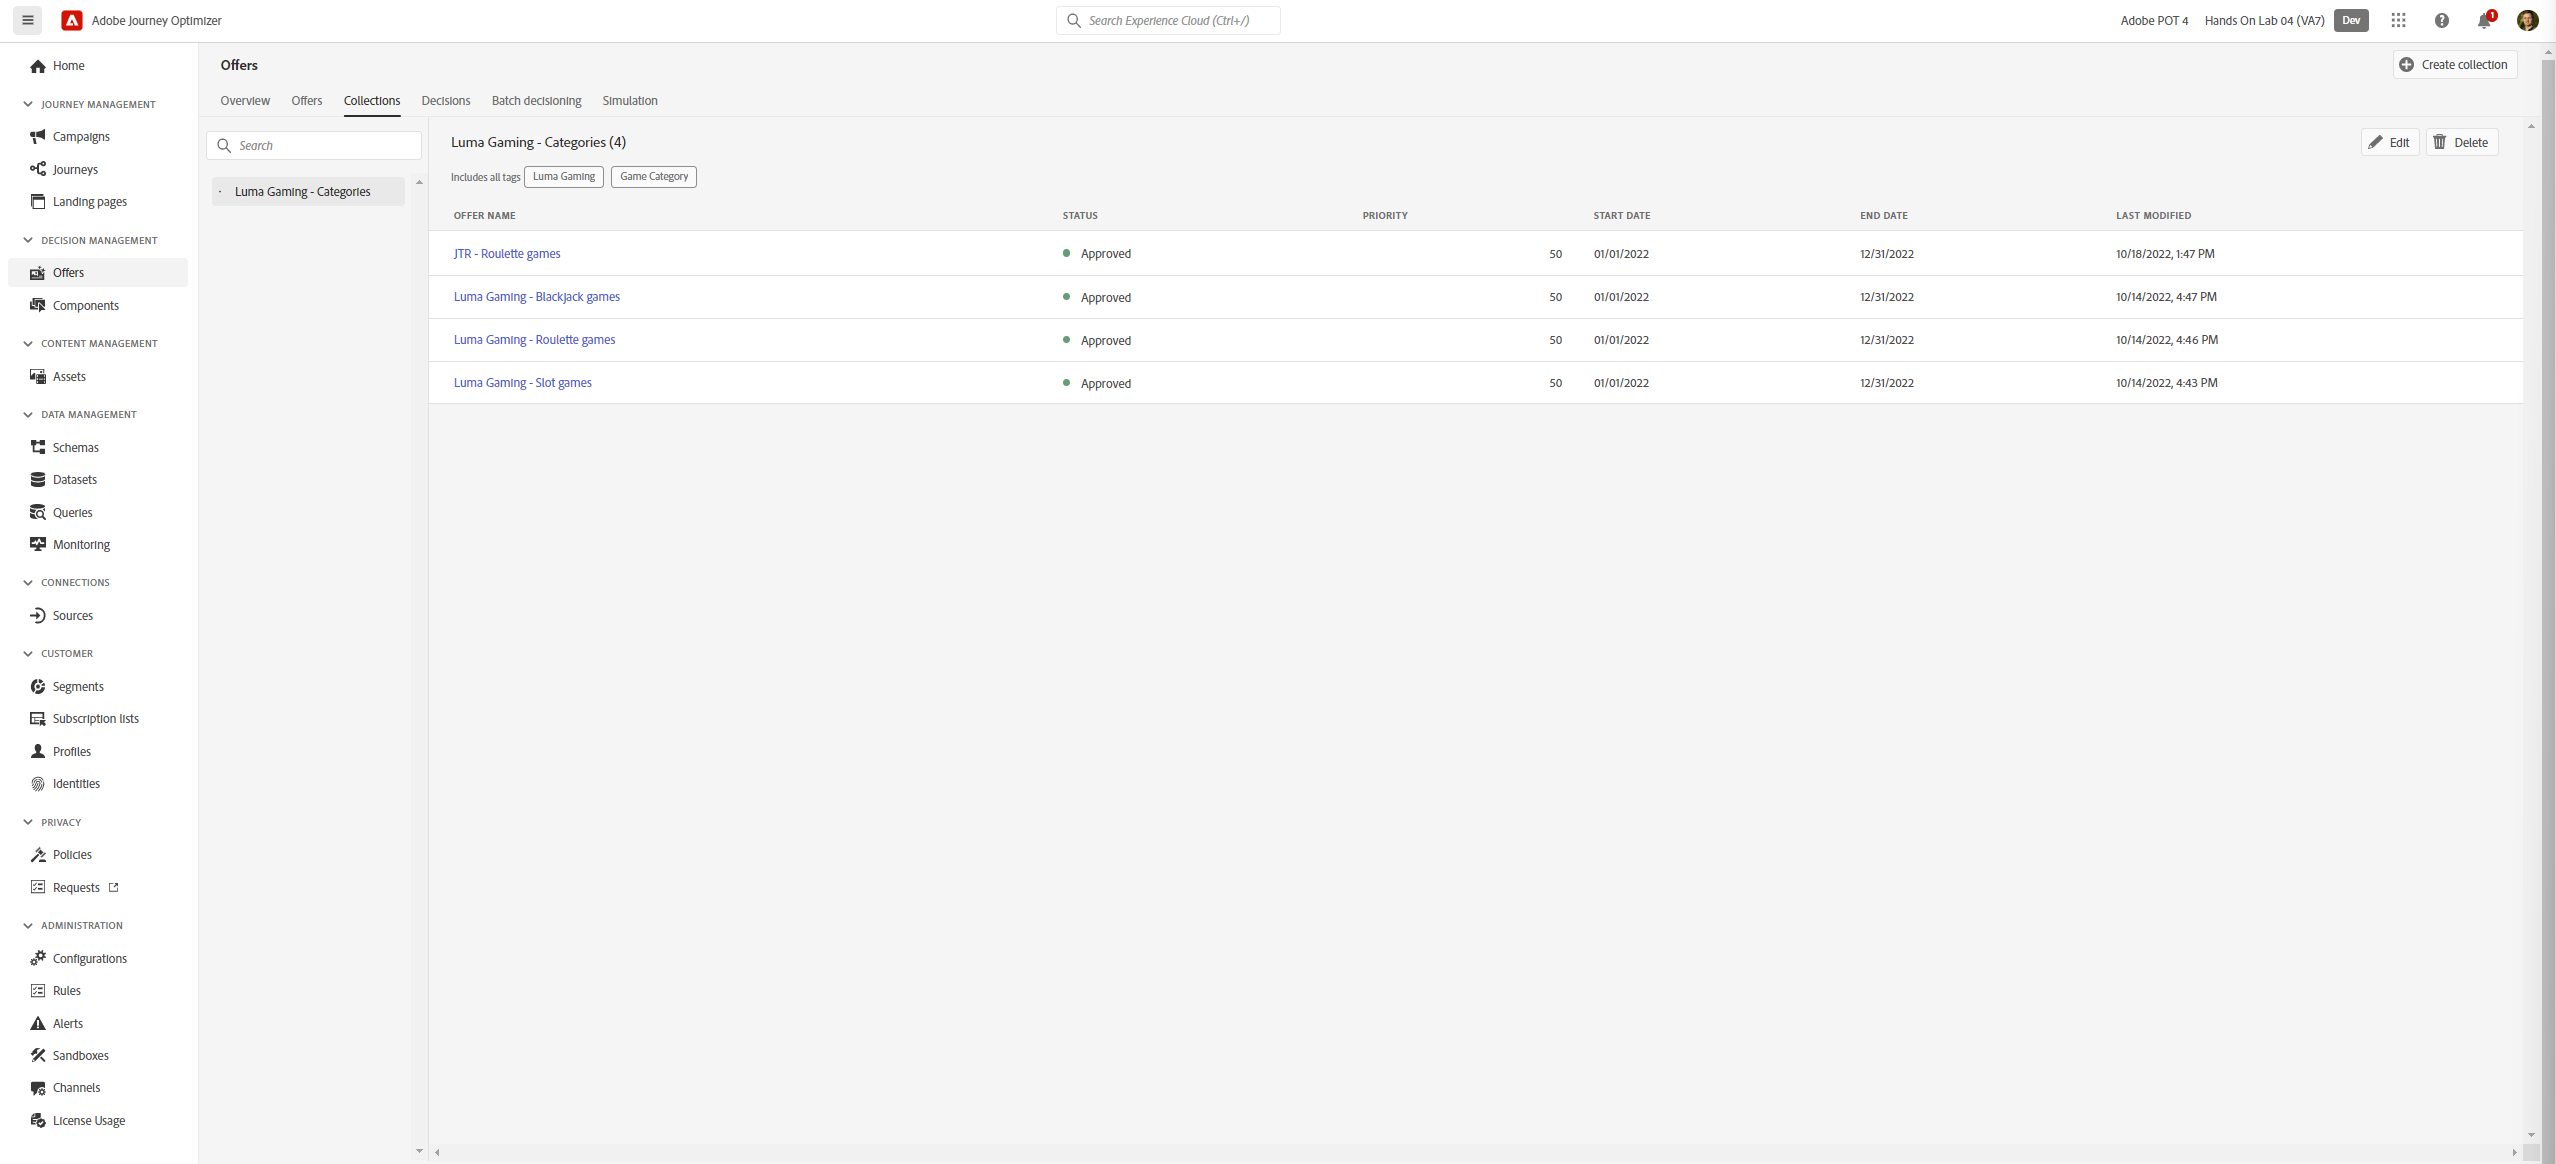 Adobe Journey Optimizer
Search Experience Cloud (Ctrl+/)
Adobe POT 4 Hands On Lab 04 (VA7) Dev 1
Home
JOURNEY MANAGEMENT
Campaigns
Journeys
Landing pages
DECISION MANAGEMENT
Offers
Components
CONTENT MANAGEMENT
Assets
DATA MANAGEMENT
Schemas
Datasets
Queries
Monitoring
CONNECTIONS
Sources
CUSTOMER
Segments
Subscription lists
Profiles
Identities
PRIVACY
Policies
Requests
ADMINISTRATION
Configurations
Rules
Alerts
Sandboxes
Channels
License Usage
Offers
Create collection
Overview Offers Collections Decisions Batch decisioning Simulation
Search
Luma Gaming - Categories
Luma Gaming - Categories (4)
Edit Delete
Includes all tags Luma Gaming Game Category
OFFER NAME STATUS PRIORITY START DATE END DATE LAST MODIFIED
JTR - Roulette games Approved 50 01/01/2022 12/31/2022 10/18/2022, 1:47 PM
Luma Gaming - Blackjack games Approved 50 01/01/2022 12/31/2022 10/14/2022, 4:47 PM
Luma Gaming - Roulette games Approved 50 01/01/2022 12/31/2022 10/14/2022, 4:46 PM
Luma Gaming - Slot games Approved 50 01/01/2022 12/31/2022 10/14/2022, 4:43 PM